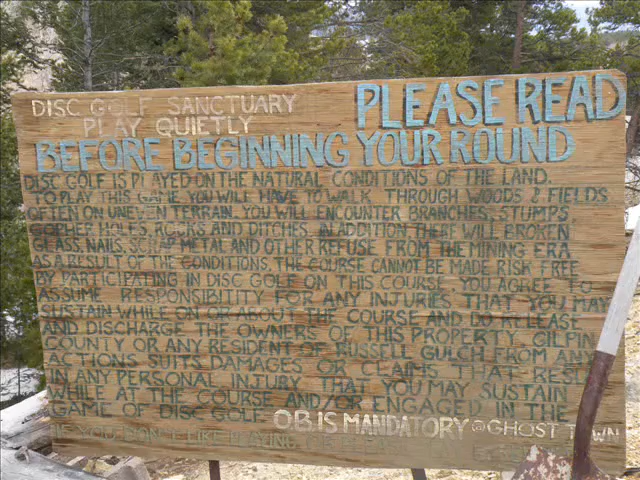 DISC GOLF SANCTUARY
PLAY QUIETLY
PLEASE READ
BEFORE BEGINNING YOUR ROUND
DISC GOLF IS PLAYED ON THE NATURAL CONDITIONS OF THE LAND.
TO PLAY THIS GAME YOU WILL HAVE TO WALK THROUGH WOODS & FIELDS
OFTEN ON UNEVEN TERRAIN. YOU WILL ENCOUNTER BRANCHES, STUMPS
GOPHER HOLES, ROCKS AND DITCHES. IN ADDITION THERE WILL BROKEN
GLASS, NAILS, SCRAP METAL AND OTHER REFUSE FROM THE MINING ERA
AS A RESULT OF THE CONDITIONS, THE COURSE CANNOT BE MADE RISK FREE
BY PARTICIPATING IN DISC GOLF ON THIS COURSE YOU AGREE TO
ASSUME RESPONSIBITITY FOR ANY INJURIES THAT YOU MAY
SUSTAIN WHILE ON OR ABOUT THE COURSE AND DO RELEASE
AND DISCHARGE THE OWNERS OF THIS PROPERTY, GILPIN
COUNTY OR ANY RESIDENT OF RUSSELL GULCH FROM ANY
ACTIONS SUITS DAMAGES OR CLAIMS THAT RESU
IN ANY PERSONAL INJURY THAT YOU MAY SUSTAIN
WHILE AT THE COURSE AND/OR ENGAGED IN THE
GAME OF DISC GOLF OB IS MANDATORY @ GHOST TOWN
IF YOU DON'T LIKE PLAYING